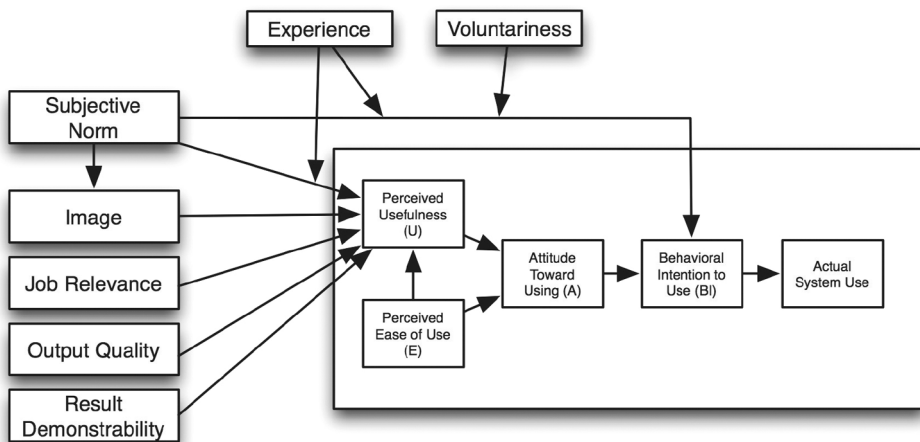 Experience
Voluntariness
Subjective
Norm
Image
Job Relevance
Output Quality
Result
Demonstrability
Perceived
Usefulness
(U)
Perceived
Ease of Use
(E)
Attitude
Toward
Using (A)
Behavioral
Intention to
Use (BI)
Actual
System Use